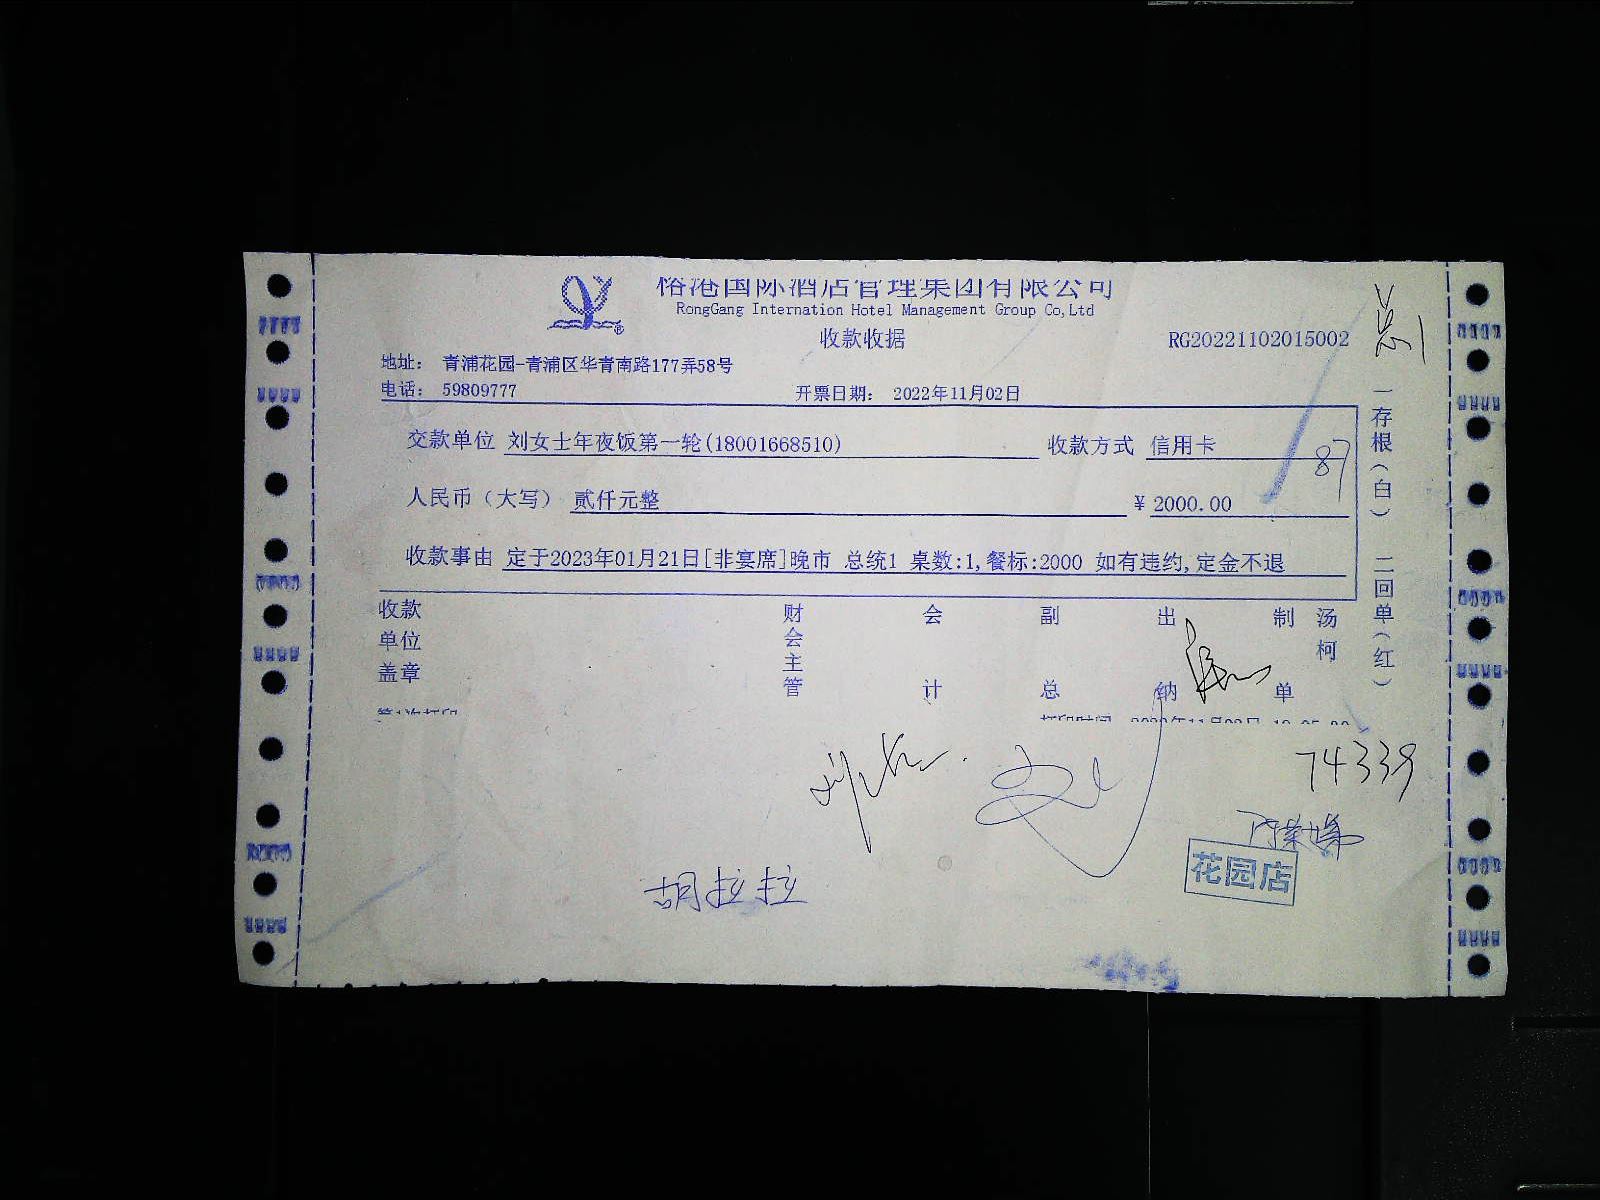 榕港国际酒店管理集团有限公司
RongGang Internation Hotel Management Group Co,Ltd
收款收据
RG20221102015002
总1
地址： 青浦花园-青浦区华青南路177弄58号
电话： 59809777
开票日期： 2022年11月02日
交款单位 刘女士年夜饭第一轮(18001668510)
收款方式 信用卡
87
人民币（大写） 贰仟元整
￥2000.00
收款事由 定于2023年01月21日[非宴席]晚市 总统1 桌数:1,餐标:2000 如有违约,定金不退
一存根（白） 二回单（红）
收款单位盖章
财会主管
会计
副总
出纳
制单
汤柯
第1次打印
74339
胡拉拉
花园店